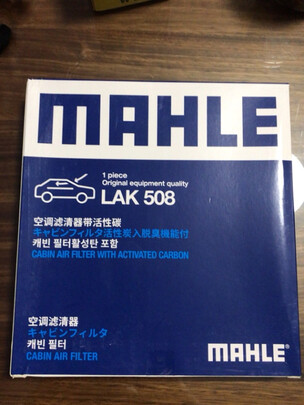 MAHLE
1 piece
Original equipment quality
LAK 508
空调滤清器带活性碳
キャビンフィルタ活性炭入脱臭機能付
캐빈 필터활성탄 포함
CABIN AIR FILTER WITH ACTIVATED CARBON
空调滤清器
キャビンフィルタ
캐빈 필터
CABIN AIR FILTER
MAHLE®